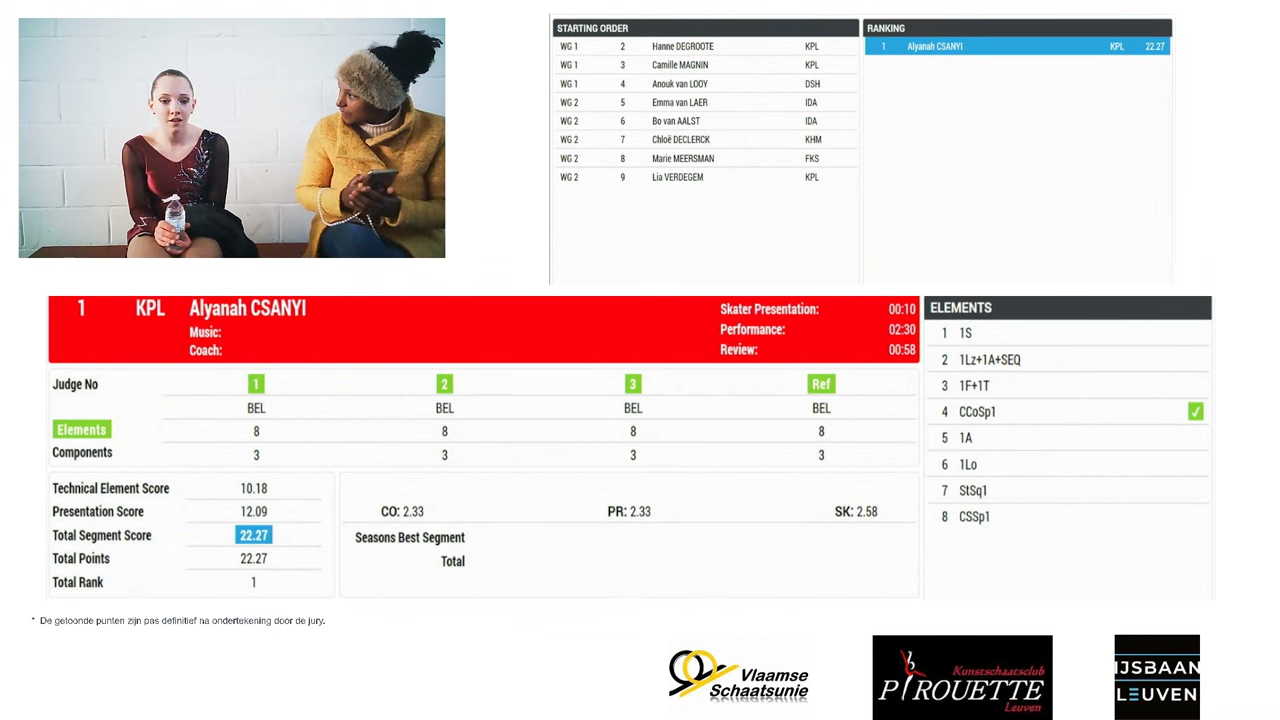 STARTING ORDER
WG 1 2 Hanne DEGROOTE KPL
WG 1 3 Camille MAGNIN KPL
WG 1 4 Anouk van LOOY DSH
WG 2 5 Emma van LAER IDA
WG 2 6 Bo van AALST IDA
WG 2 7 Chloë DECLERCK KHM
WG 2 8 Marie MEERSMAN FKS
WG 2 9 Lia VERDEGEM KPL
RANKING
1 Alyanah CSANYI KPL 22.27
1 KPL Alyanah CSANYI
Music:
Coach:
Skater Presentation: 00:10
Performance: 02:30
Review: 00:58
Judge No 1 2 3 Ref
BEL BEL BEL BEL
Elements 8 8 8 8
Components 3 3 3 3
Technical Element Score 10.18
Presentation Score 12.09
Total Segment Score 22.27
Total Points 22.27
Total Rank 1
CO: 2.33 PR: 2.33 SK: 2.58
Seasons Best Segment
Total
ELEMENTS
1 1S
2 1Lz+1A+SEQ
3 1F+1T
4 CCoSp1
5 1A
6 1Lo
7 StSq1
8 CSSp1
* De getoonde punten zijn pas definitief na ondertekening door de jury.
Vlaamse
Schaatsunie
Kunstschaatsclub
PIROUETTE
Leuven
IJSBAAN
LEUVEN